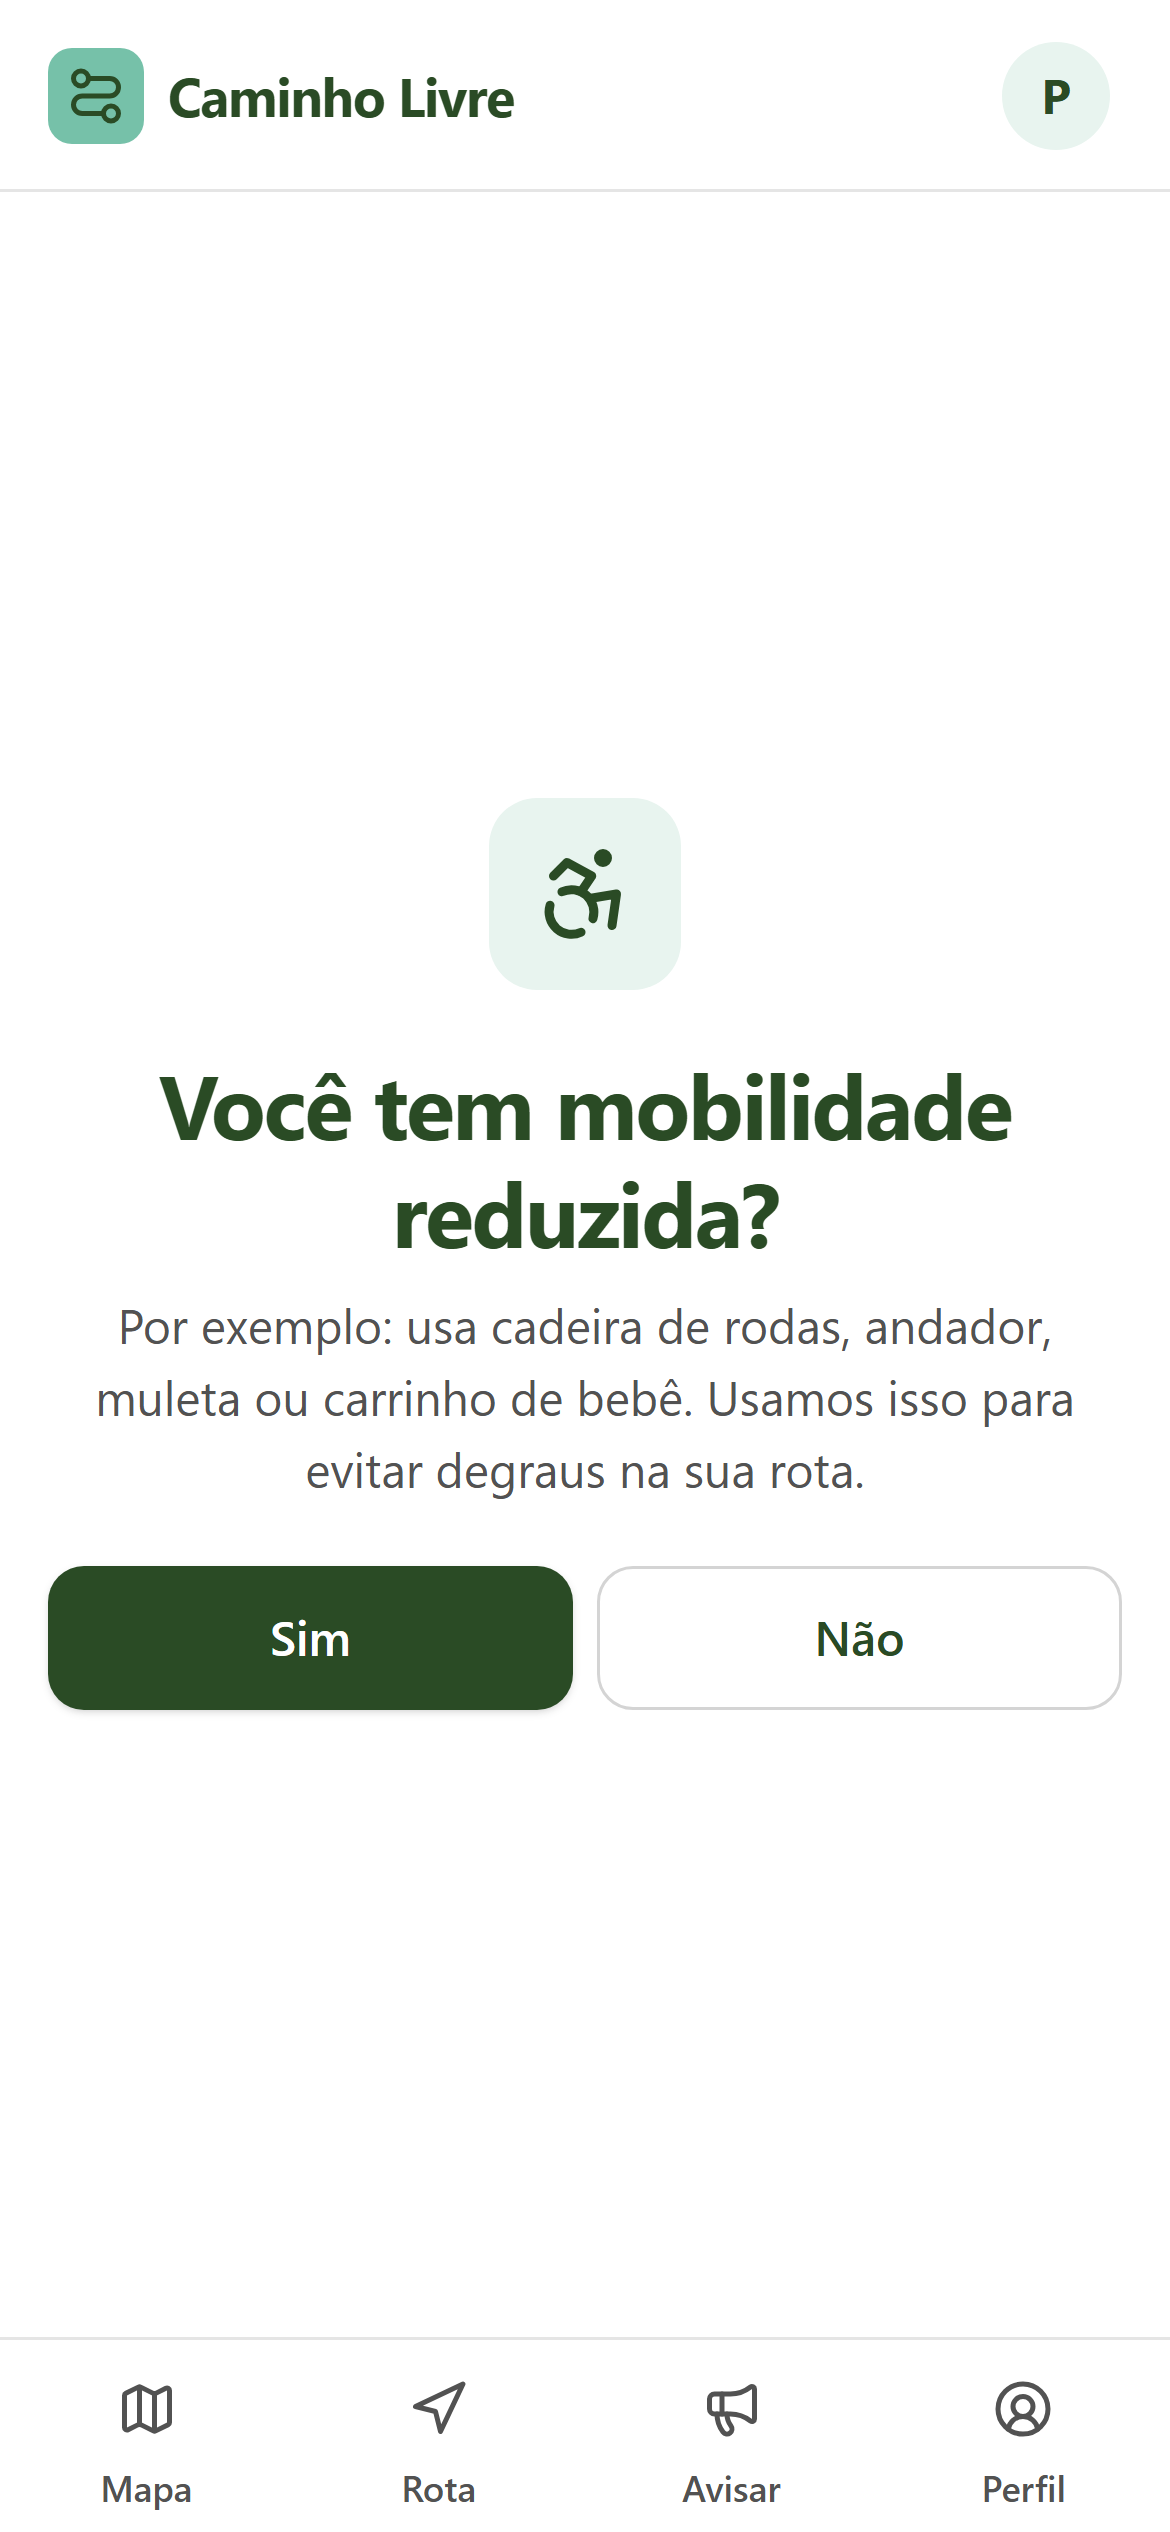 Caminho Livre
P
Você tem mobilidade
reduzida?
Por exemplo: usa cadeira de rodas, andador,
muleta ou carrinho de bebê. Usamos isso para
evitar degraus na sua rota.
Sim
Não
Mapa
Rota
Avisar
Perfil